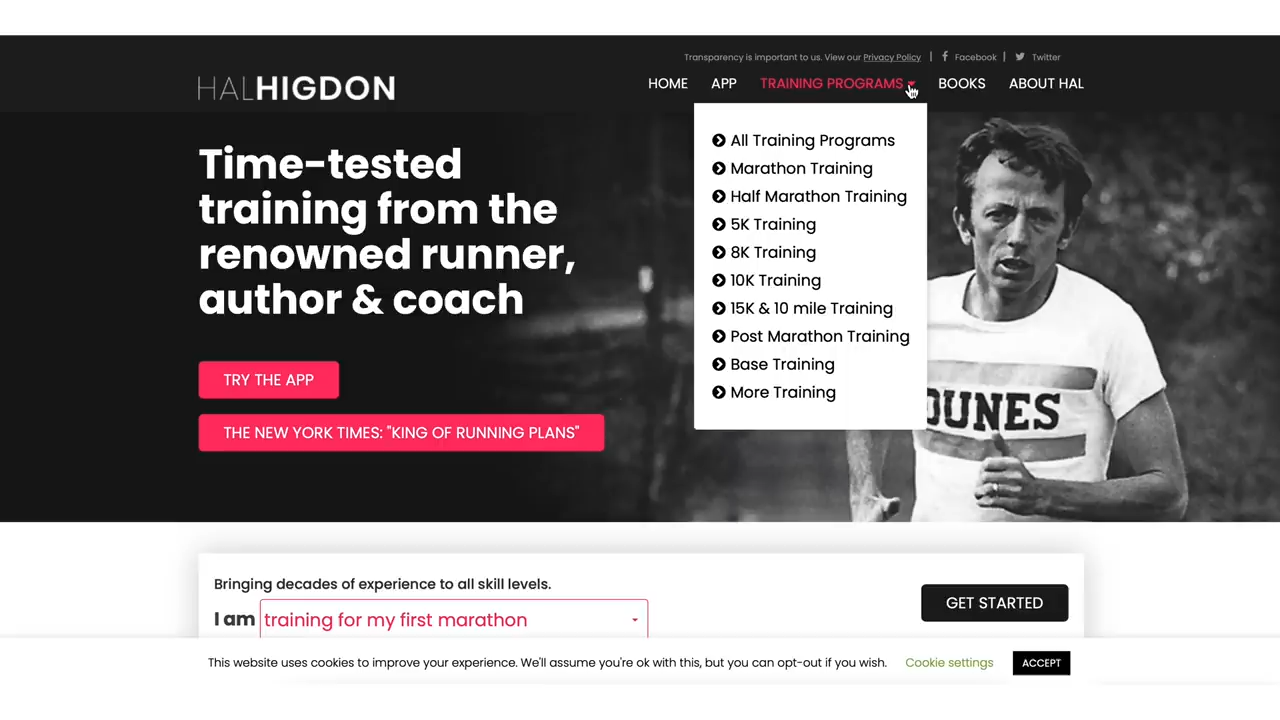 Transparency is important to us. View our Privacy Policy | Facebook | Twitter
HALHIGDON
HOME APP TRAINING PROGRAMS BOOKS ABOUT HAL
Time-tested
training from the
renowned runner,
author & coach
TRY THE APP
THE NEW YORK TIMES: "KING OF RUNNING PLANS"
All Training Programs
Marathon Training
Half Marathon Training
5K Training
8K Training
10K Training
15K & 10 mile Training
Post Marathon Training
Base Training
More Training
DUNES
Bringing decades of experience to all skill levels.
I am training for my first marathon
GET STARTED
This website uses cookies to improve your experience. We'll assume you're ok with this, but you can opt-out if you wish. Cookie settings ACCEPT